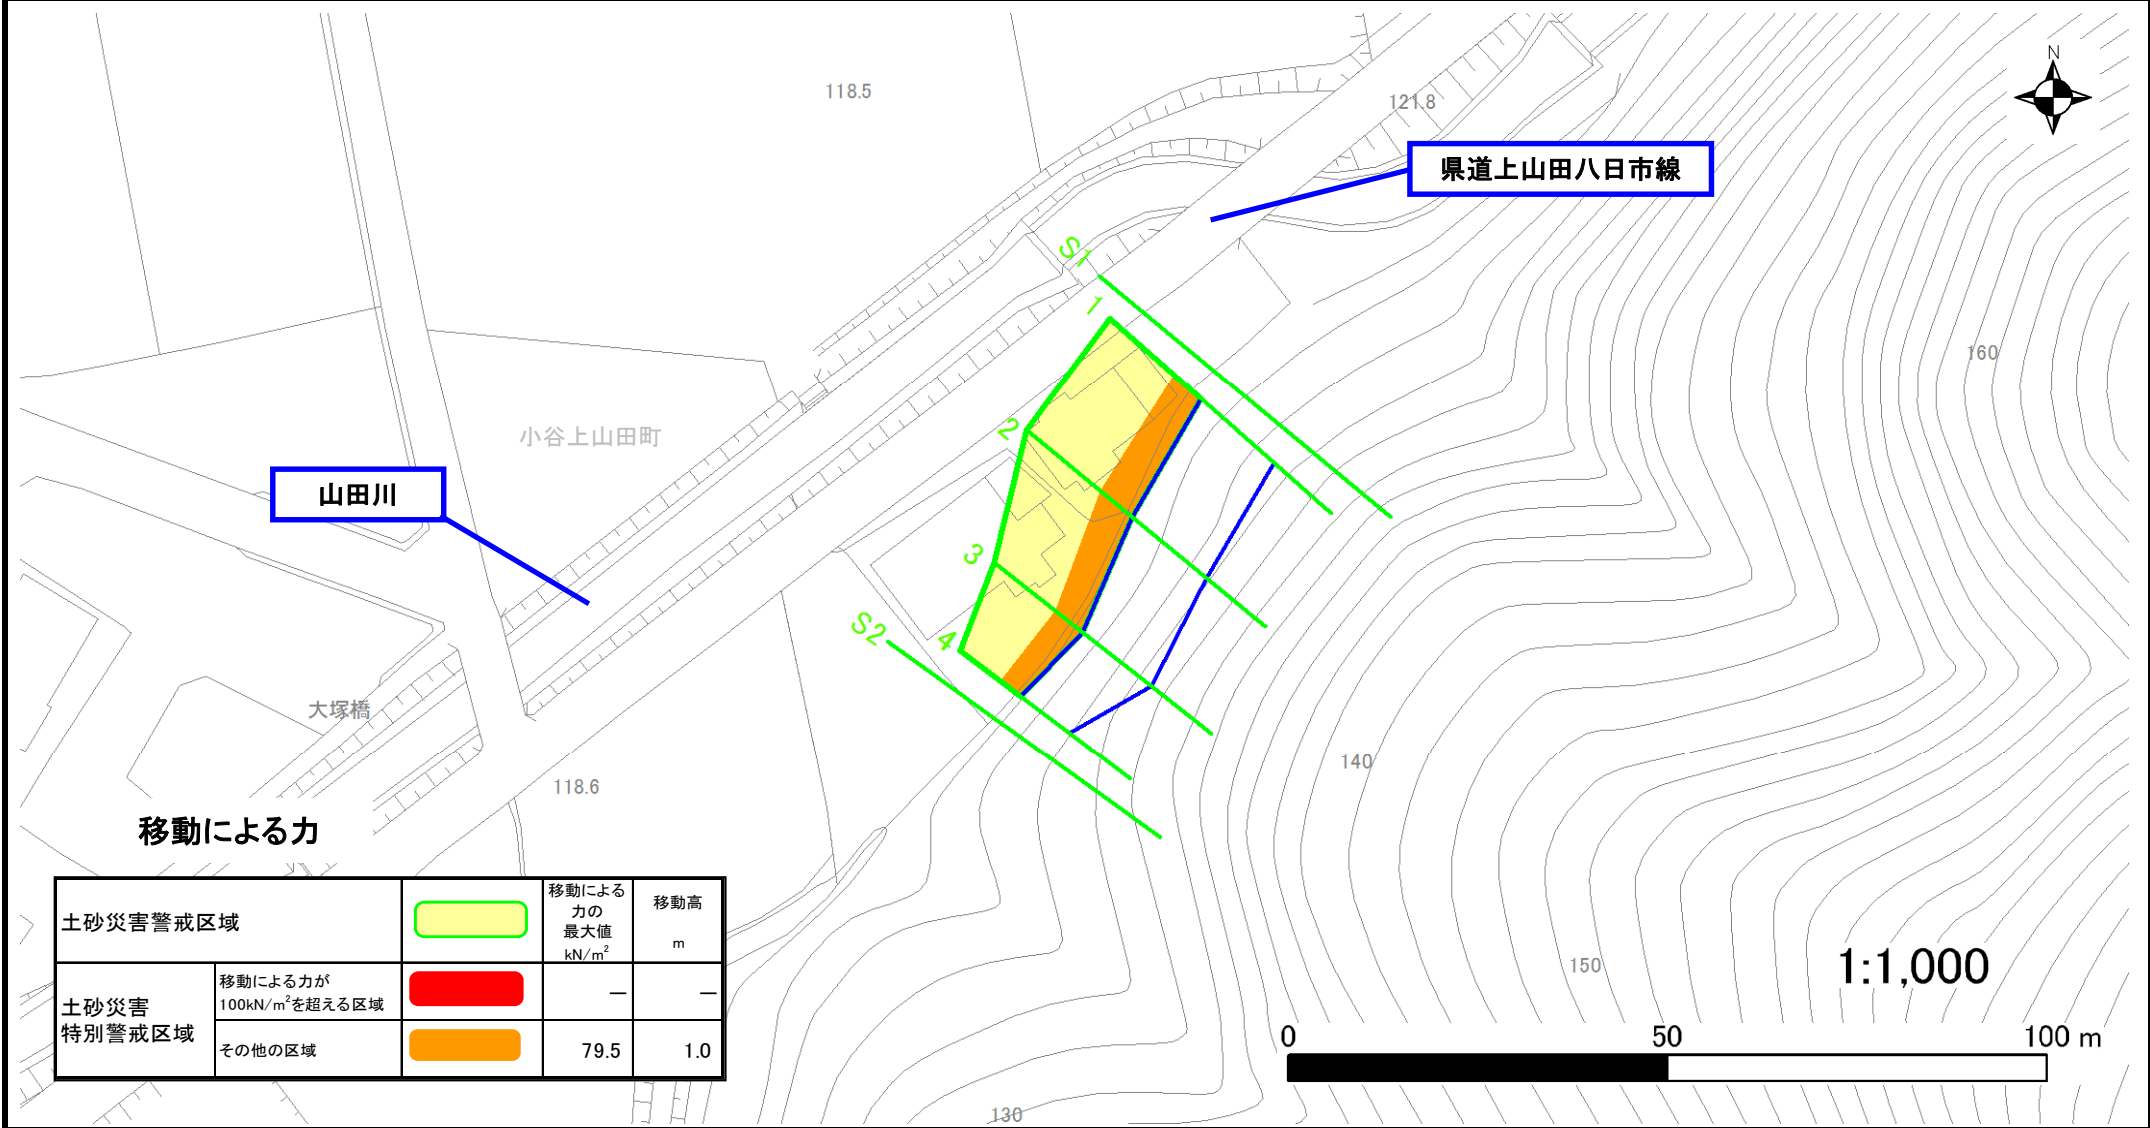 N
118.5
121.8
県道上山田八日市線
S1
1
160
2
小谷上山田町
山田川
3
S2
4
大塚橋
118.6
140
移動による力
土砂災害警戒区域
移動による
力の
最大値
kN/m²
移動高
m
土砂災害
特別警戒区域
移動による力が
100kN/m²を超える区域
—
—
その他の区域
79.5
1.0
150
1:1,000
0
50
100 m
130